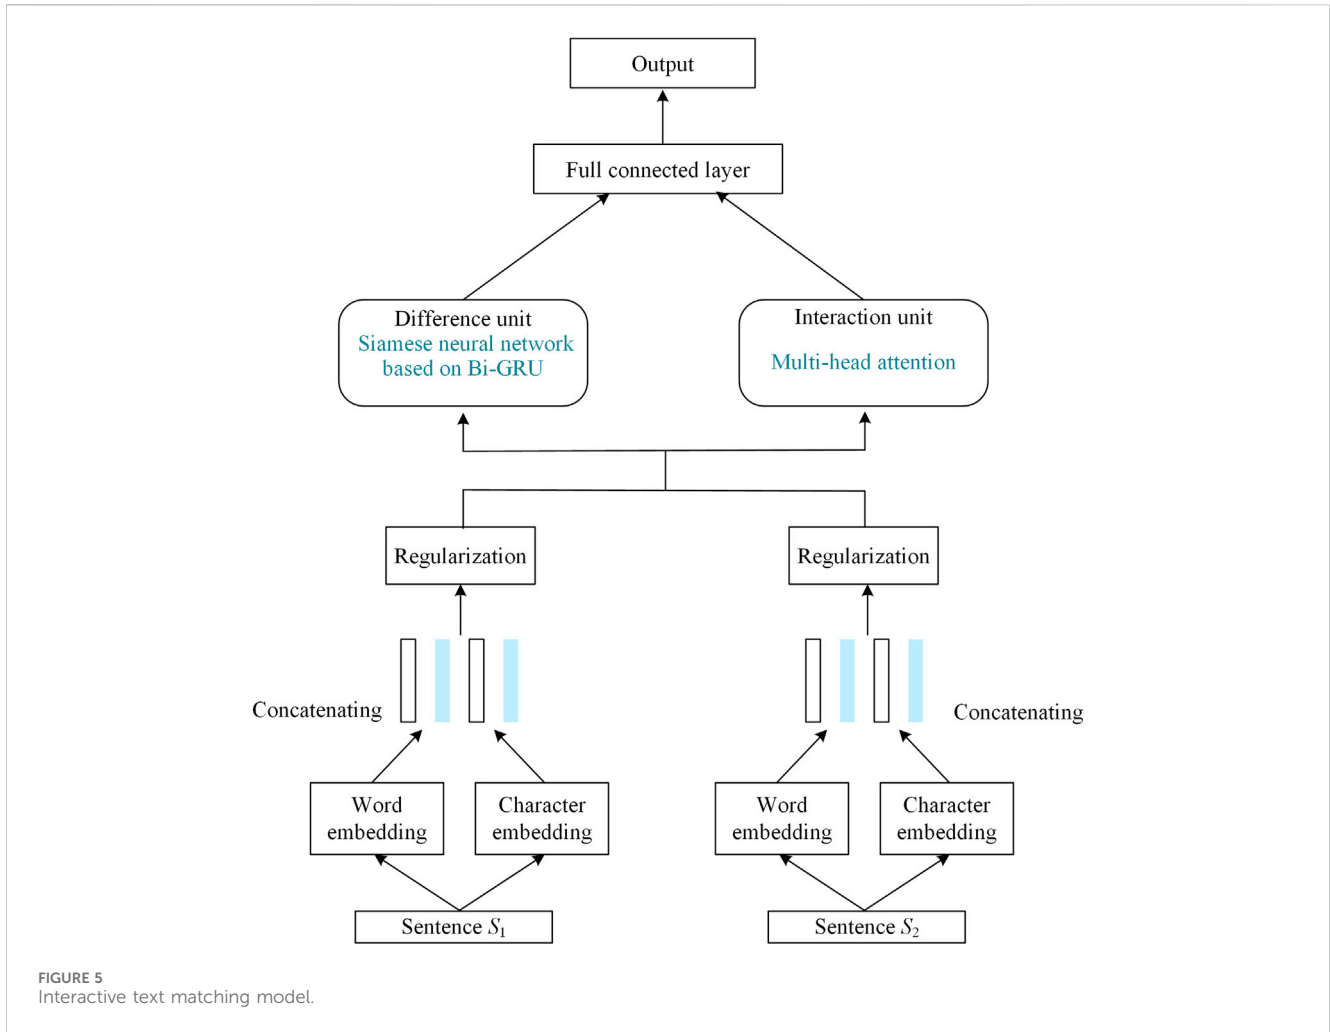 Output
Full connected layer
Difference unit
Siamese neural network
based on Bi-GRU
Interaction unit
Multi-head attention
Regularization
Regularization
Concatenating
Concatenating
Word
embedding
Character
embedding
Word
embedding
Character
embedding
Sentence S1
Sentence S2
FIGURE 5
Interactive text matching model.